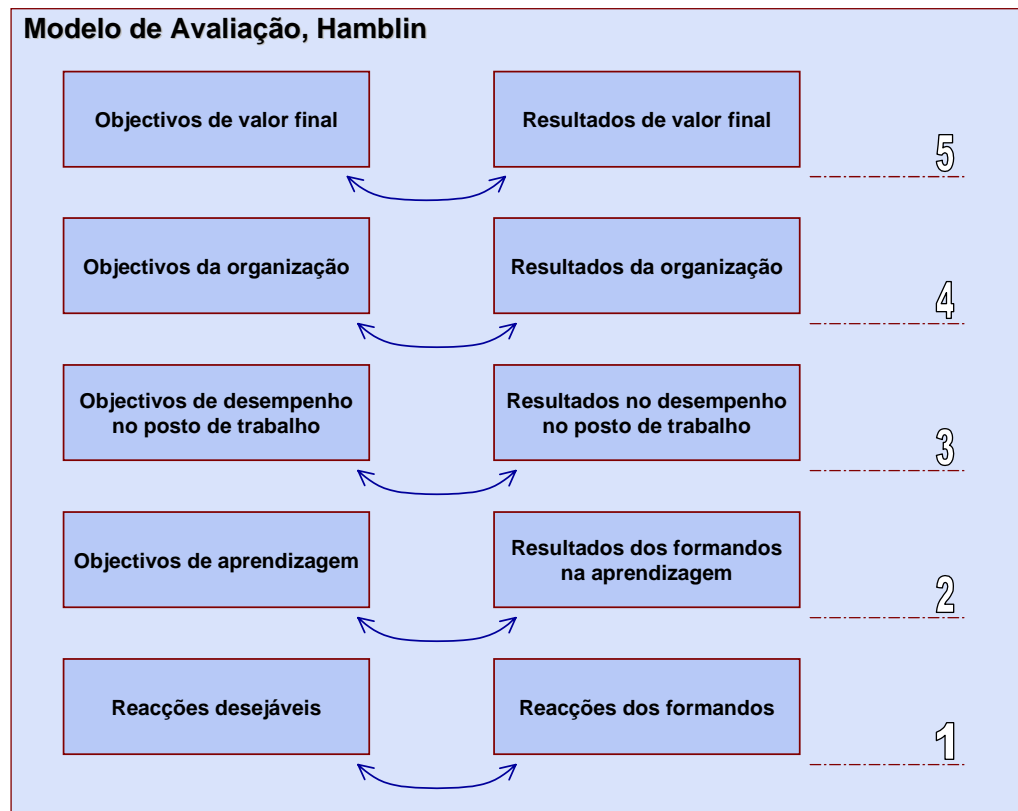 Modelo de Avaliação, Hamblin
Objectivos de valor final
Resultados de valor final
5
Objectivos da organização
Resultados da organização
4
Objectivos de desempenho
no posto de trabalho
Resultados no desempenho
no posto de trabalho
3
Objectivos de aprendizagem
Resultados dos formandos
na aprendizagem
2
Reacções desejáveis
Reacções dos formandos
1